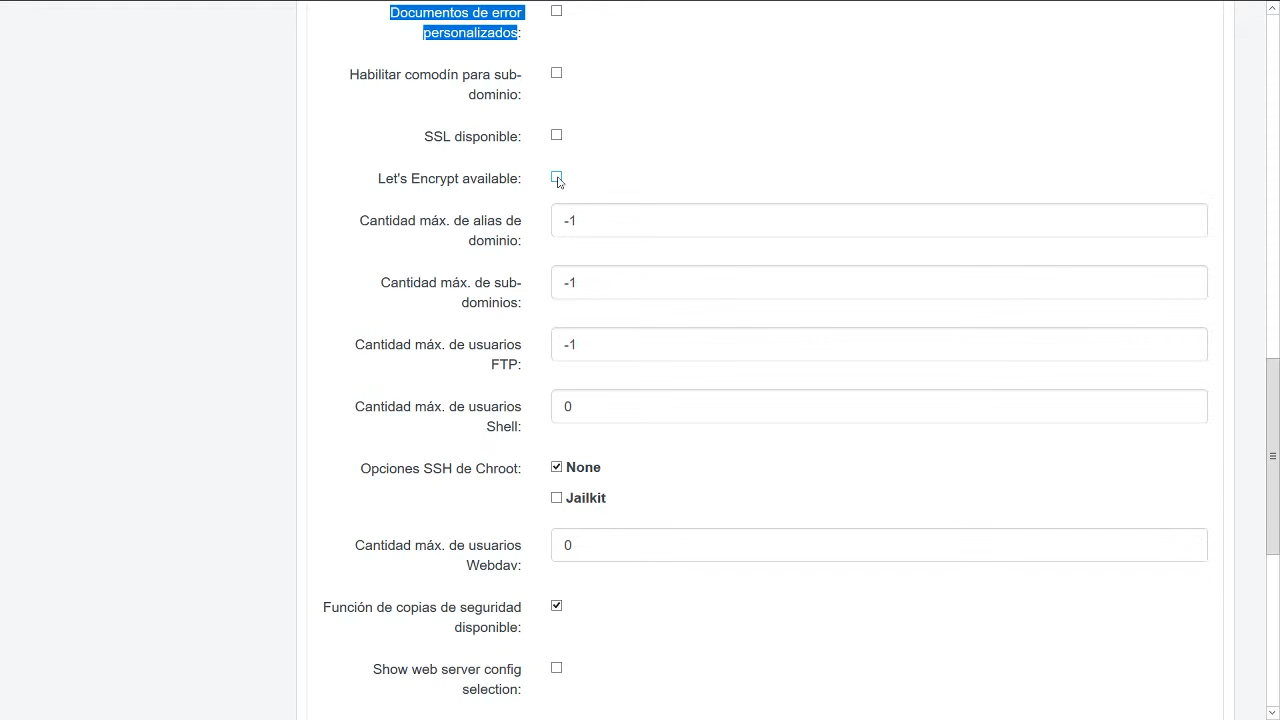 Documentos de error
personalizados:
Habilitar comodín para sub-
dominio:
SSL disponible:
Let's Encrypt available:
Cantidad máx. de alias de
dominio:
-1
Cantidad máx. de sub-
dominios:
-1
Cantidad máx. de usuarios
FTP:
-1
Cantidad máx. de usuarios
Shell:
0
Opciones SSH de Chroot:
None
Jailkit
Cantidad máx. de usuarios
Webdav:
0
Función de copias de seguridad
disponible:
Show web server config
selection: